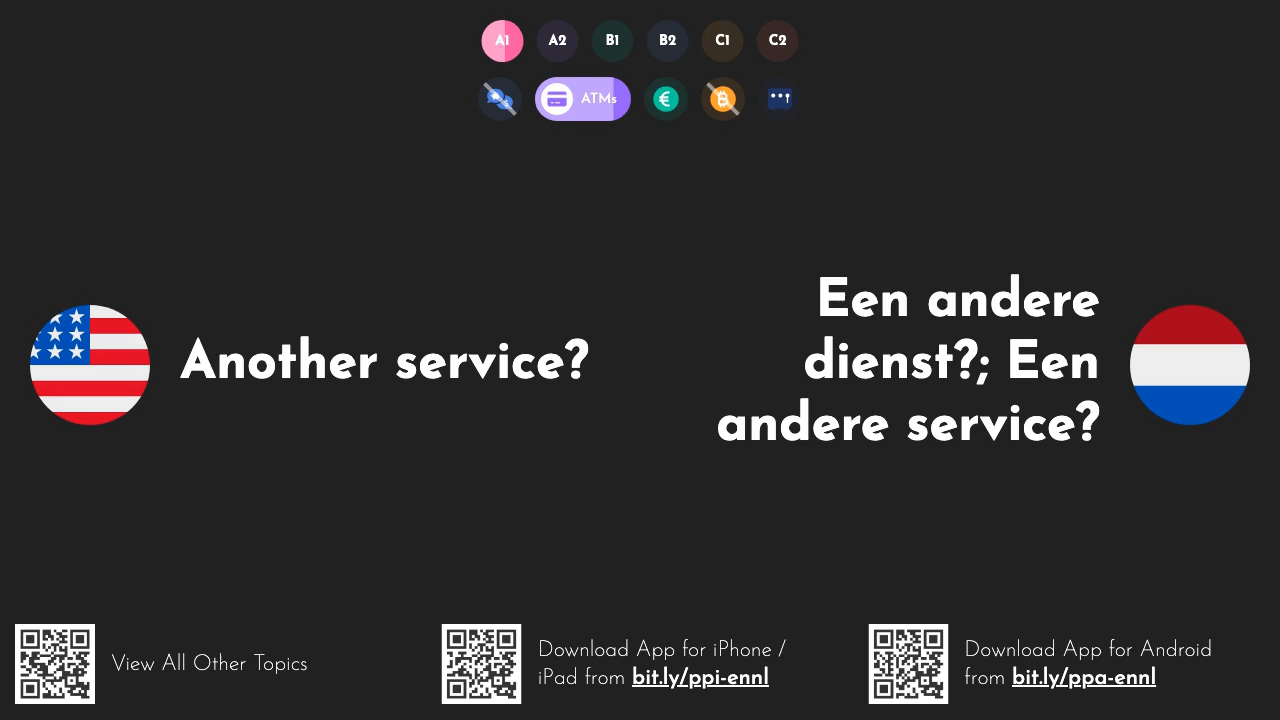 A1 A2 B1 B2 C1 C2
ATMs
Another service?
Een andere
dienst?; Een
andere service?
View All Other Topics
Download App for iPhone /
iPad from bit.ly/ppi-ennl
Download App for Android
from bit.ly/ppa-ennl